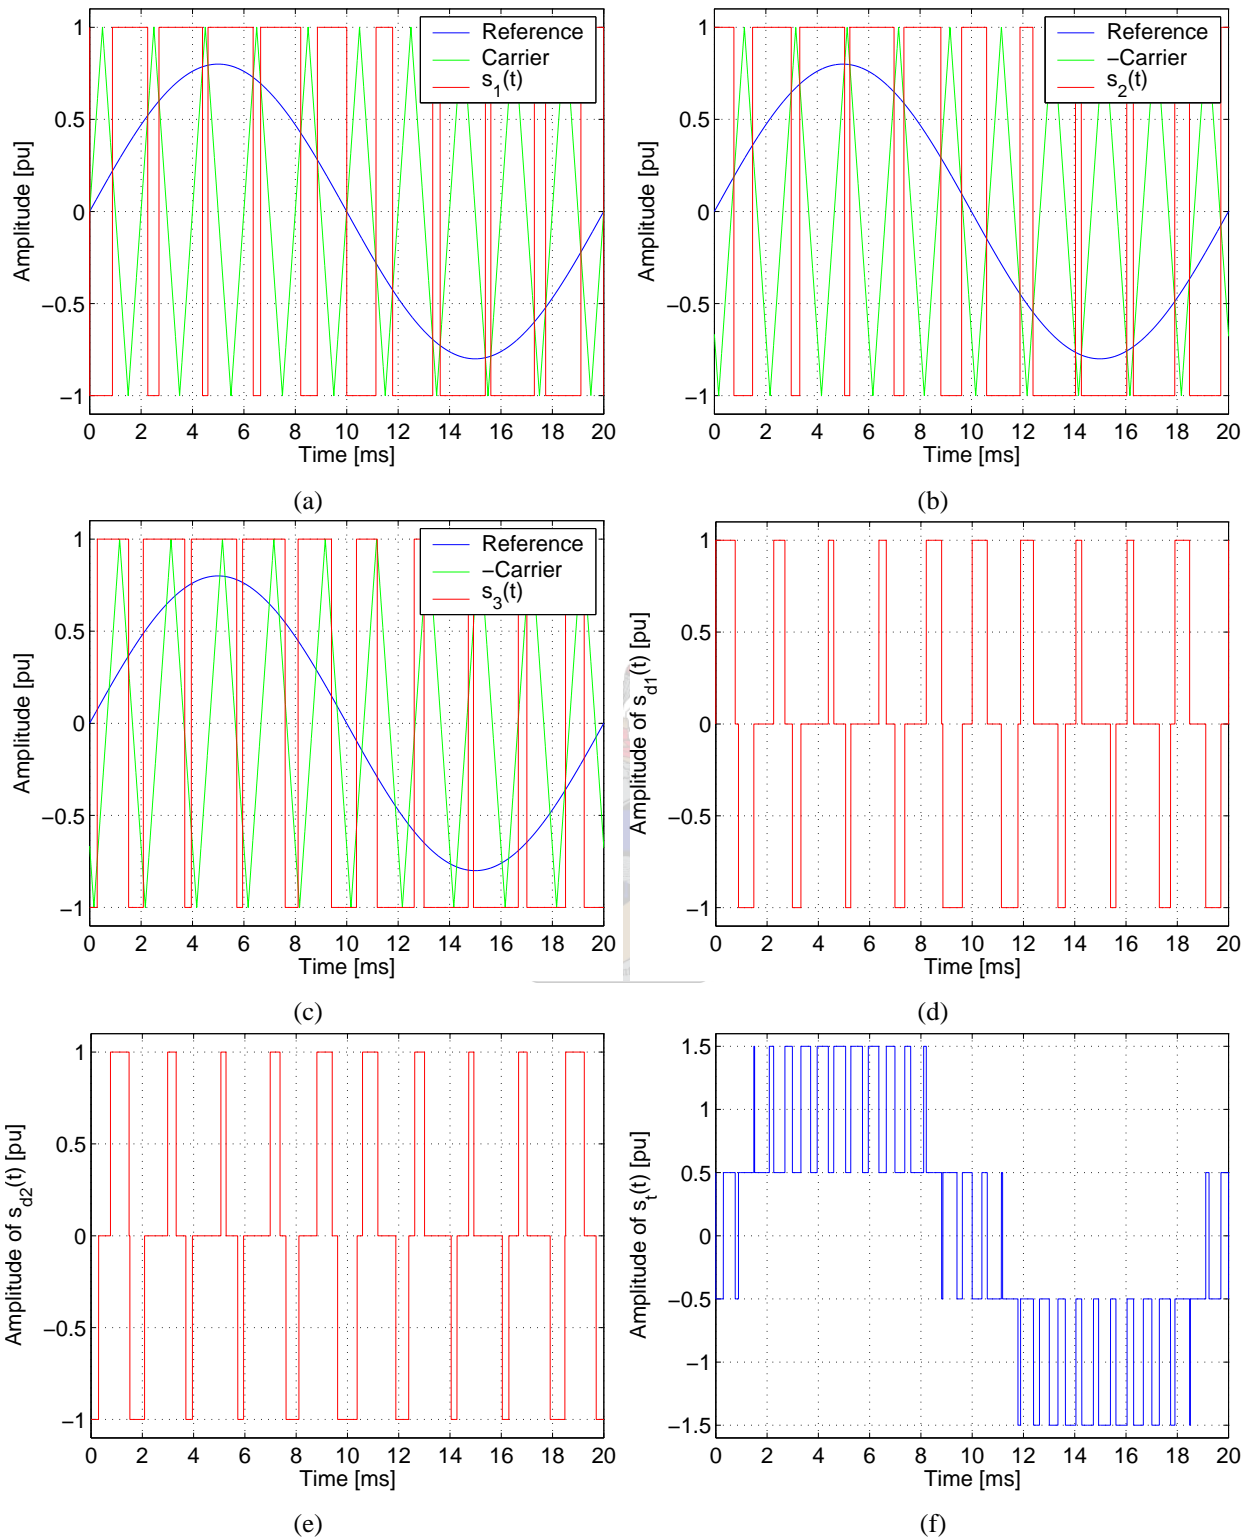 1
0.5
0
−0.5
−1
Amplitude [pu]
0 2 4 6 8 10 12 14 16 18 20
Time [ms]
Reference
Carrier
s1(t)
(a)
1
0.5
0
−0.5
−1
Amplitude [pu]
0 2 4 6 8 10 12 14 16 18 20
Time [ms]
Reference
−Carrier
s2(t)
(b)
1
0.5
0
−0.5
−1
Amplitude [pu]
0 2 4 6 8 10 12 14 16 18 20
Time [ms]
Reference
−Carrier
s3(t)
(c)
1
0.5
0
−0.5
−1
Amplitude of sd1(t) [pu]
0 2 4 6 8 10 12 14 16 18 20
Time [ms]
(d)
1
0.5
0
−0.5
−1
Amplitude of sd2(t) [pu]
0 2 4 6 8 10 12 14 16 18 20
Time [ms]
(e)
1.5
1
0.5
0
−0.5
−1
−1.5
Amplitude of st(t) [pu]
0 2 4 6 8 10 12 14 16 18 20
Time [ms]
(f)